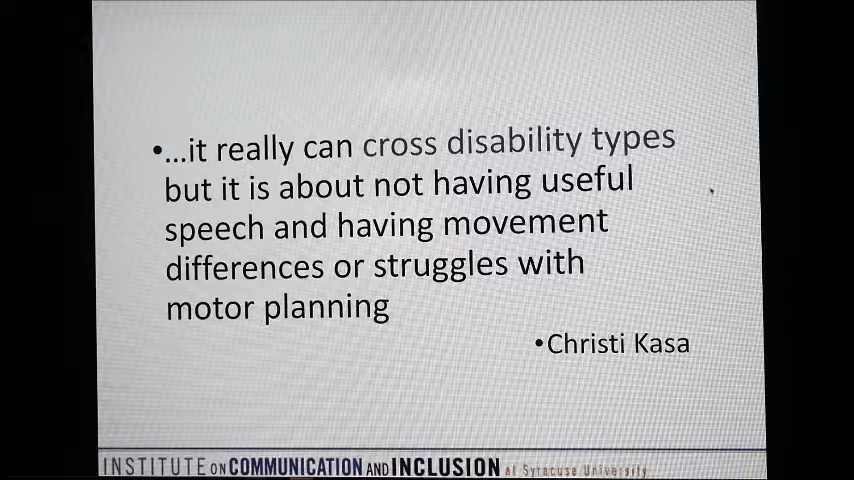 •...it really can cross disability types
but it is about not having useful
speech and having movement
differences or struggles with
motor planning
•Christi Kasa
INSTITUTE ON COMMUNICATION AND INCLUSION at Syracuse University